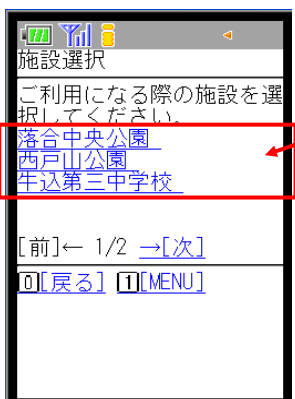 施設選択
ご利用になる際の施設を選
択してください。
落合中央公園
西戸山公園
牛込第三中学校
[前]← 1/2 →[次]
0[戻る] 1[MENU]